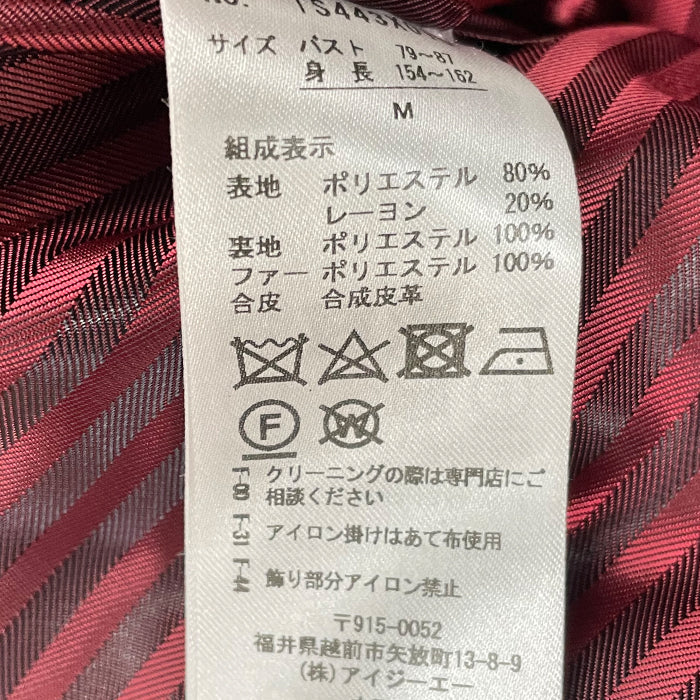 サイズ バスト 79～87
身長 154～162
M
組成表示
表地 ポリエステル 80%
レーヨン 20%
裏地 ポリエステル 100%
ファー ポリエステル 100%
合皮 合成皮革
F W
F-09 クリーニングの際は専門店にご
相談ください
F-31 アイロン掛けはあて布使用
F-44 飾り部分アイロン禁止
〒915-0052
福井県越前市矢放町13-8-9
(株)アイジーエー